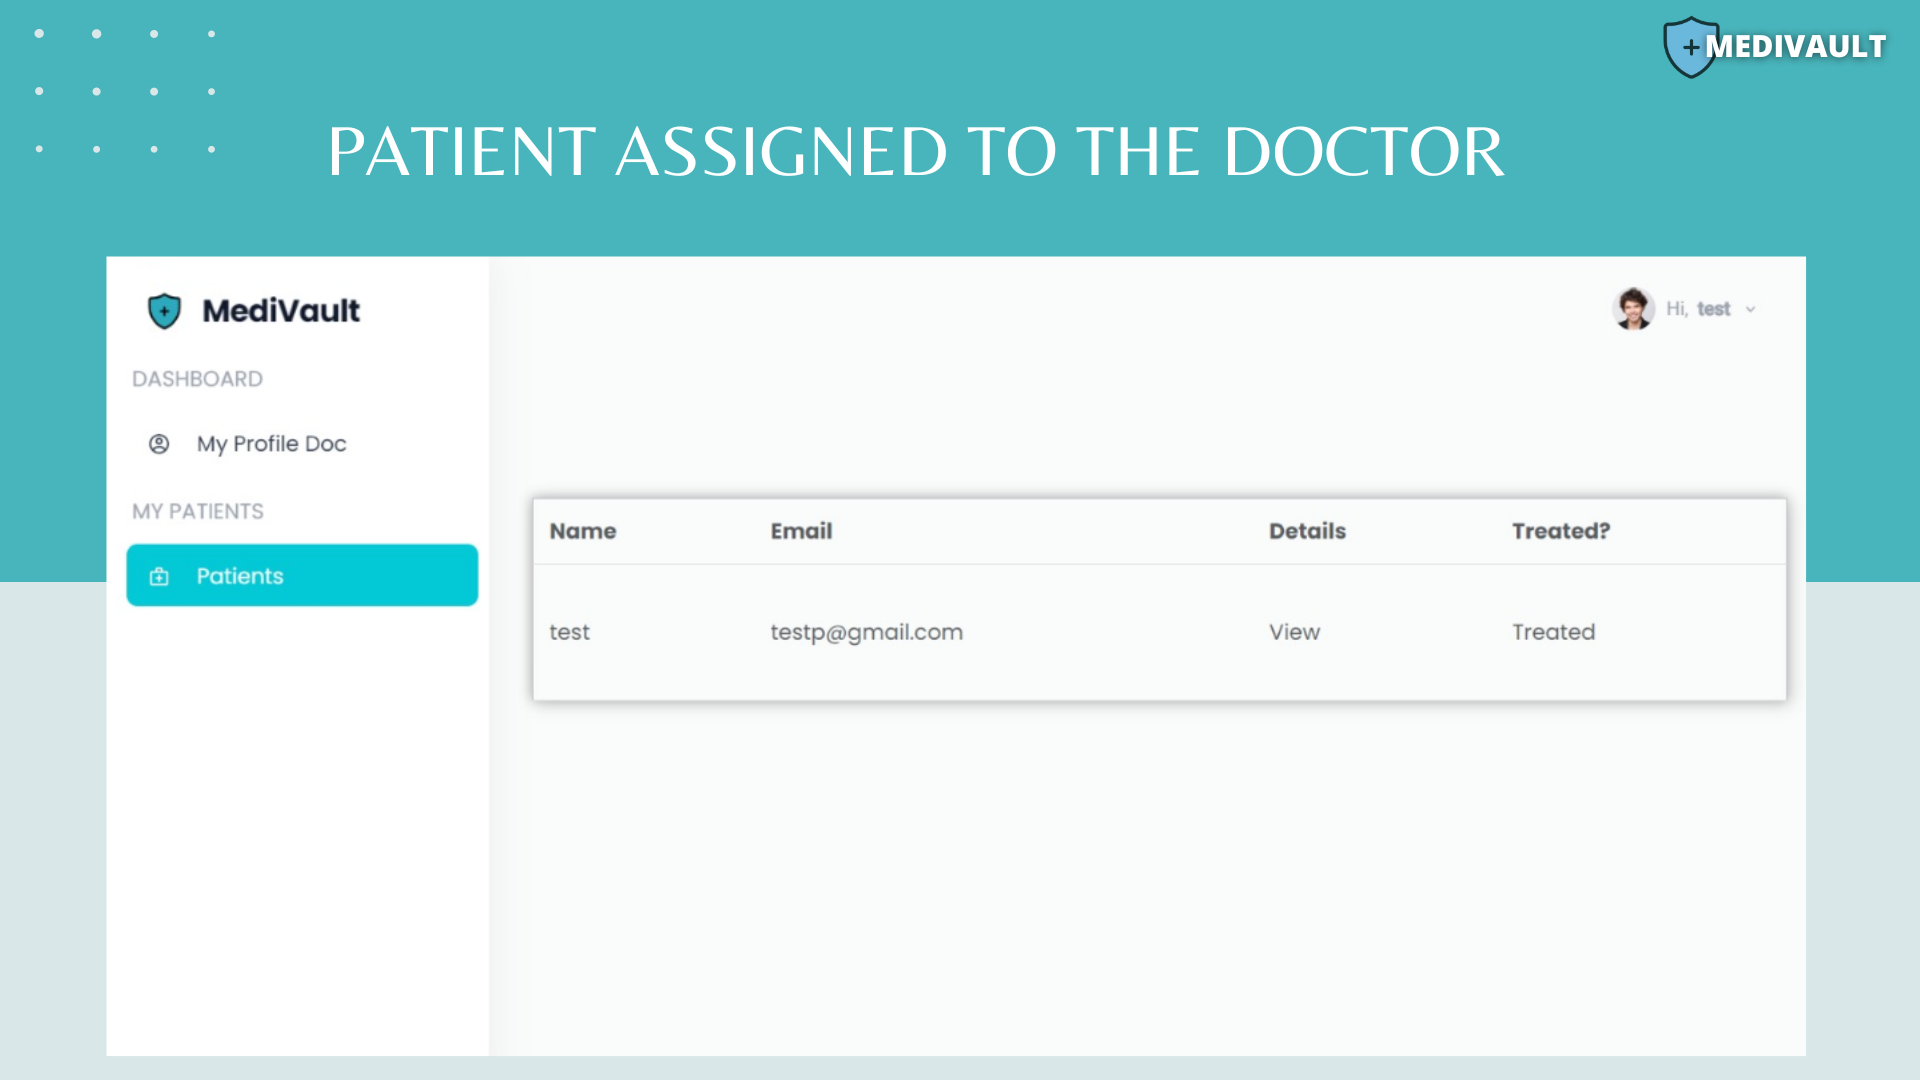 MEDIVAULT
PATIENT ASSIGNED TO THE DOCTOR
MediVault
Hi, test
DASHBOARD
My Profile Doc
MY PATIENTS
Patients
Name Email Details Treated?
test testp@gmail.com View Treated